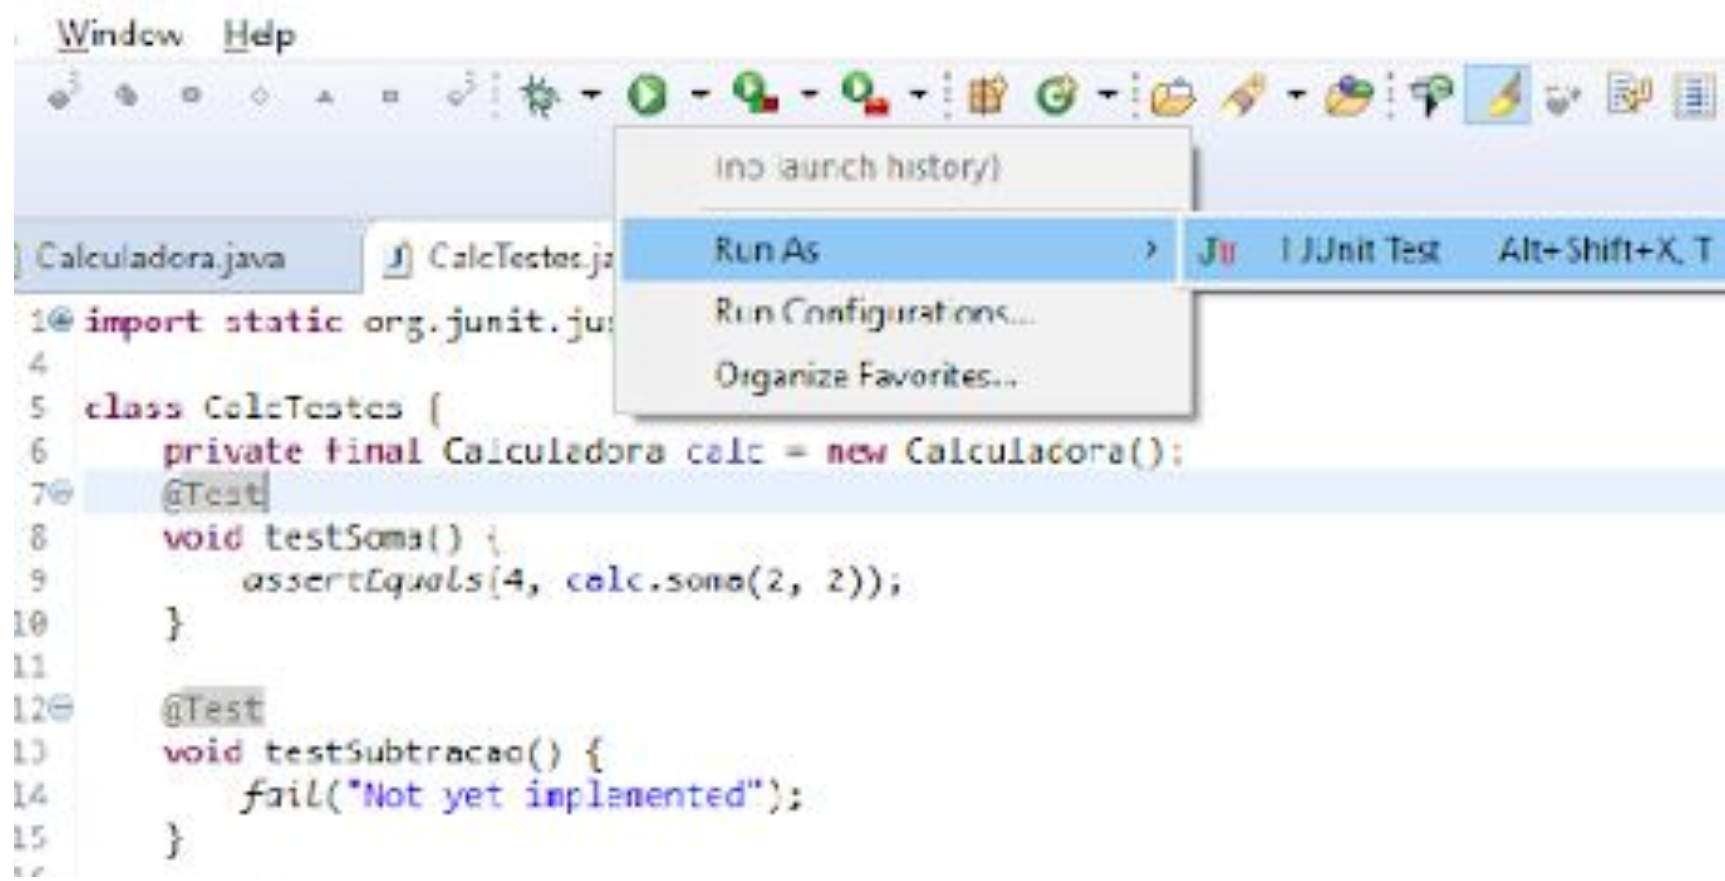 Window Help
(no launch history)
Calculadora.java CalcTestes.ja
Run As > Ju 1 JUnit Test Alt+Shift+X, T
Run Configurations...
Organize Favorites...
1 import static org.junit.ju
4
5 class CalcTestes {
6 private final Calculadora calc = new Calculadora();
7 @Test
8 void testSoma() {
9 assertEquals(4, calc.soma(2, 2));
10 }
11
12 @Test
13 void testSubtracao() {
14 fail("Not yet implemented");
15 }
16